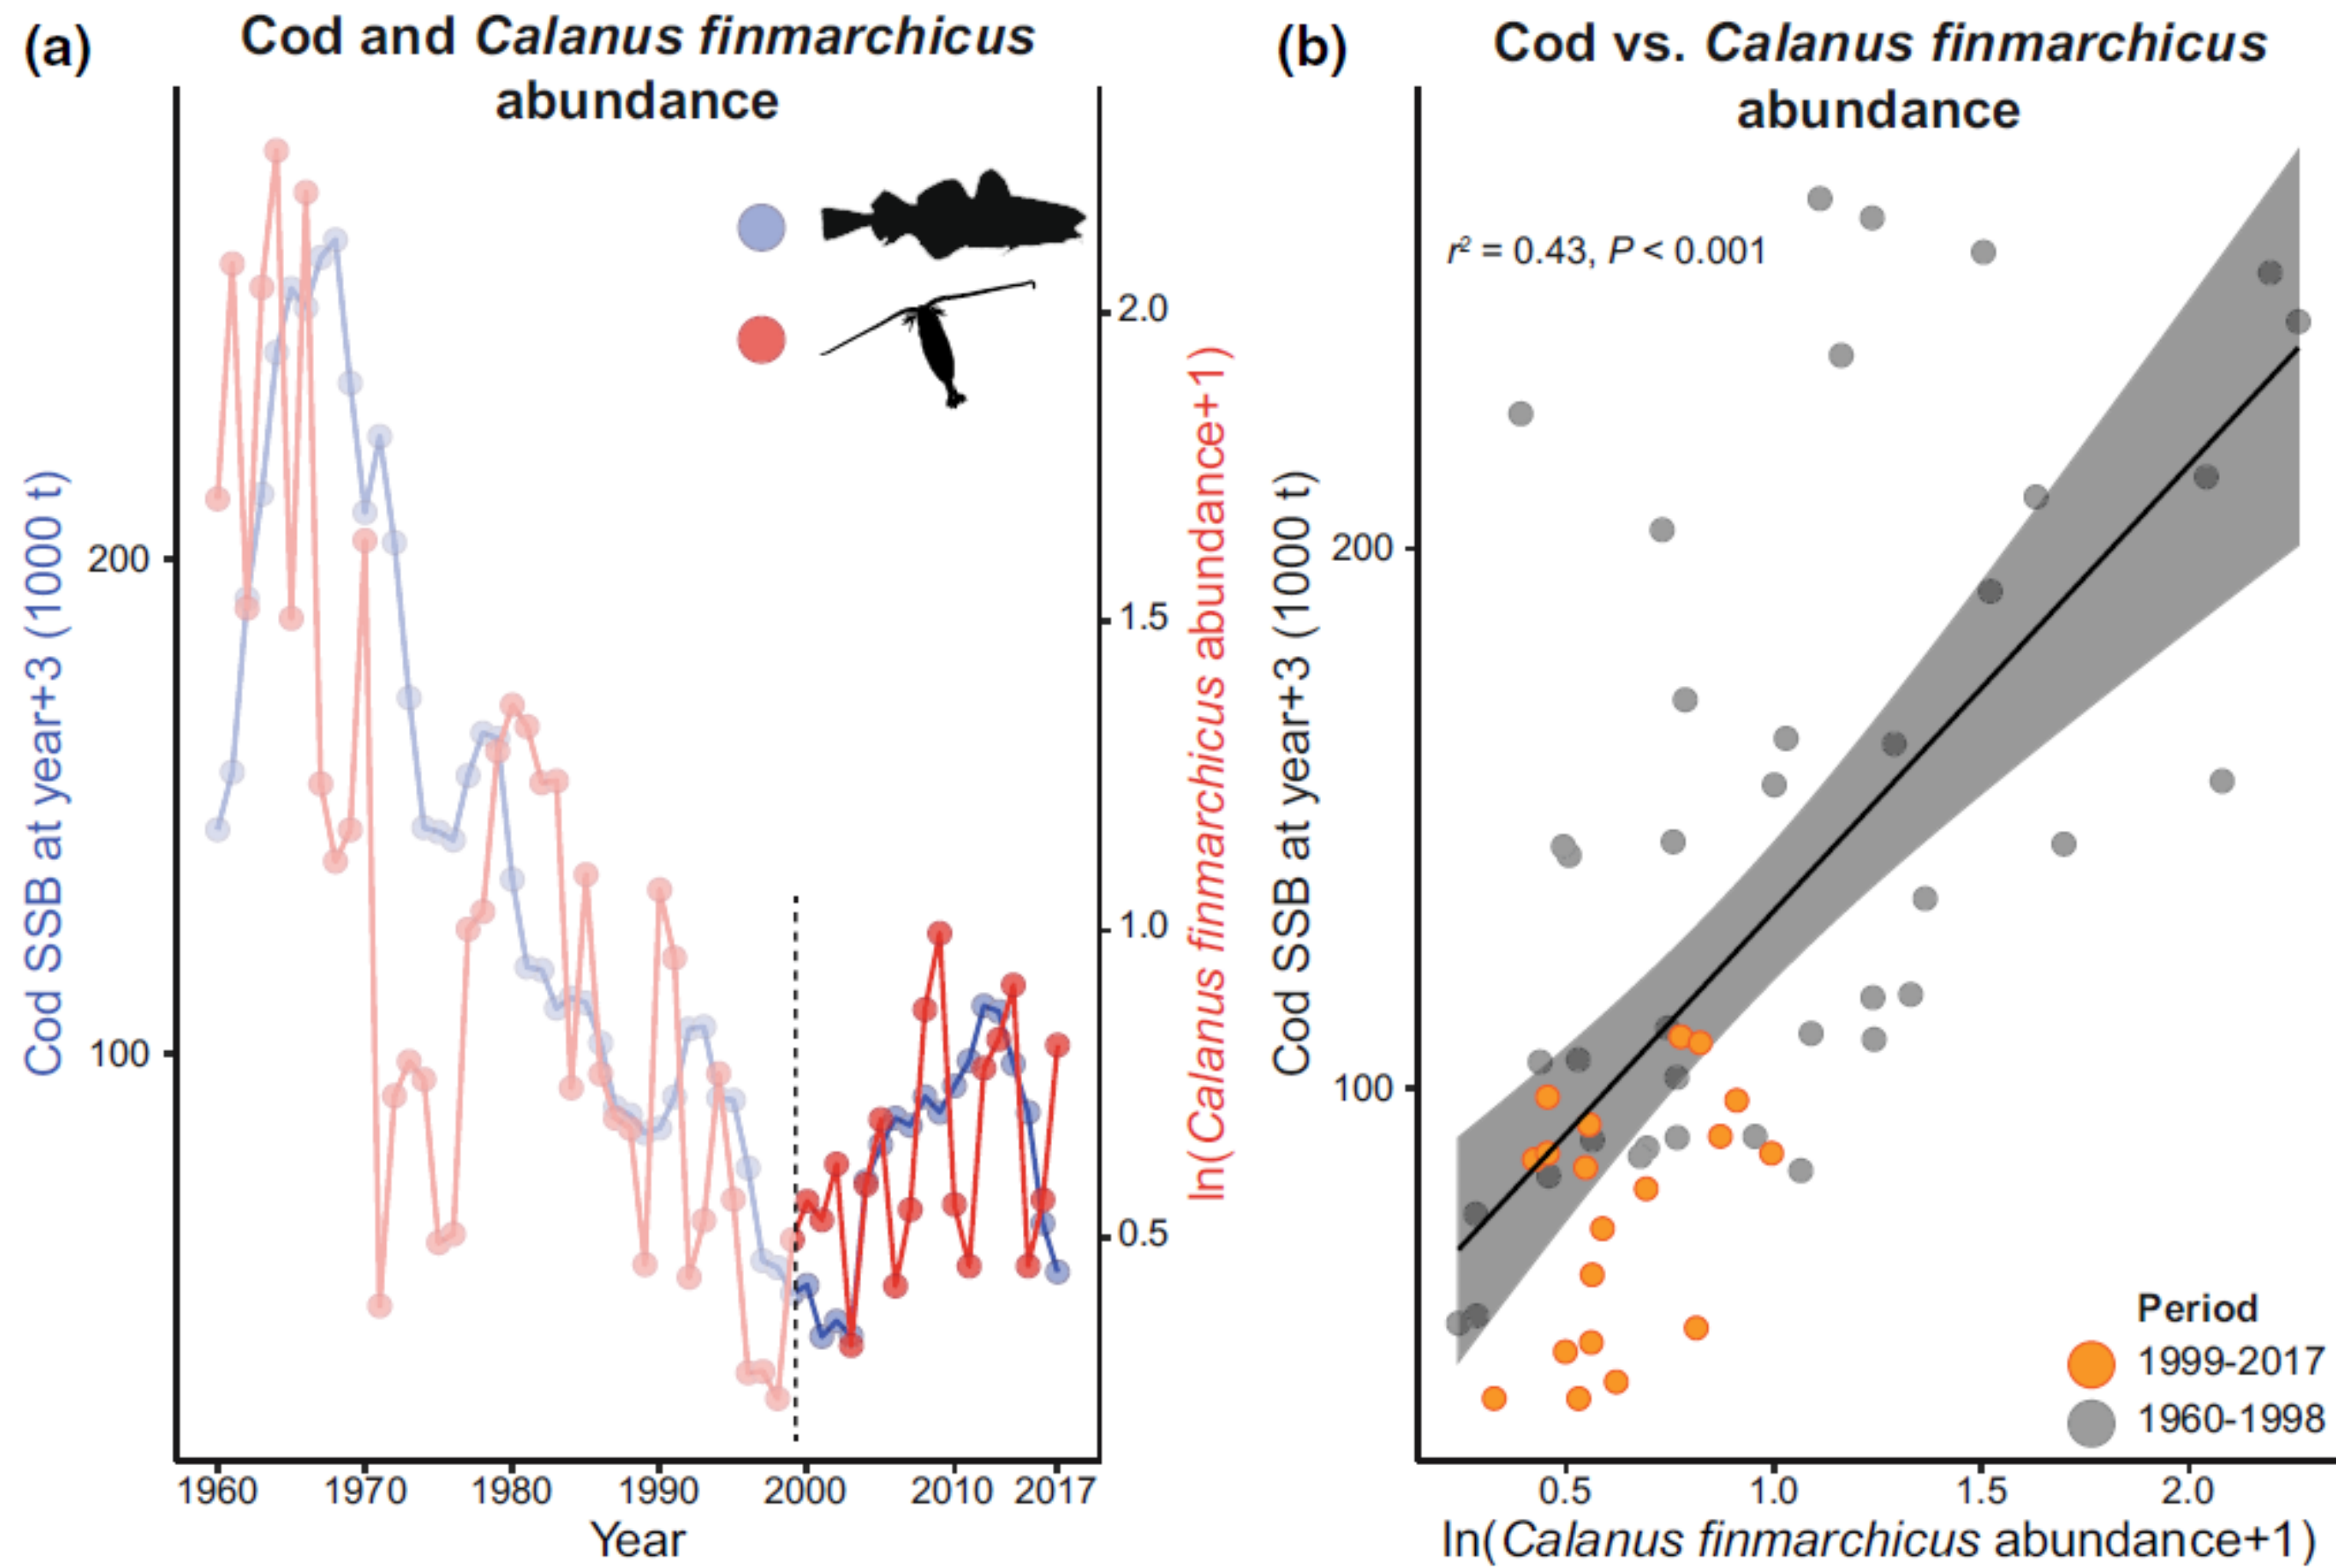 (a)
Cod and Calanus finmarchicus
abundance
Cod SSB at year+3 (1000 t)
200
100
2.0
1.5
1.0
0.5
ln(Calanus finmarchicus abundance+1)
1960 1970 1980 1990 2000 2010 2017
Year
(b)
Cod vs. Calanus finmarchicus
abundance
r² = 0.43, P < 0.001
Cod SSB at year+3 (1000 t)
200
100
Period
1999-2017
1960-1998
0.5 1.0 1.5 2.0
ln(Calanus finmarchicus abundance+1)